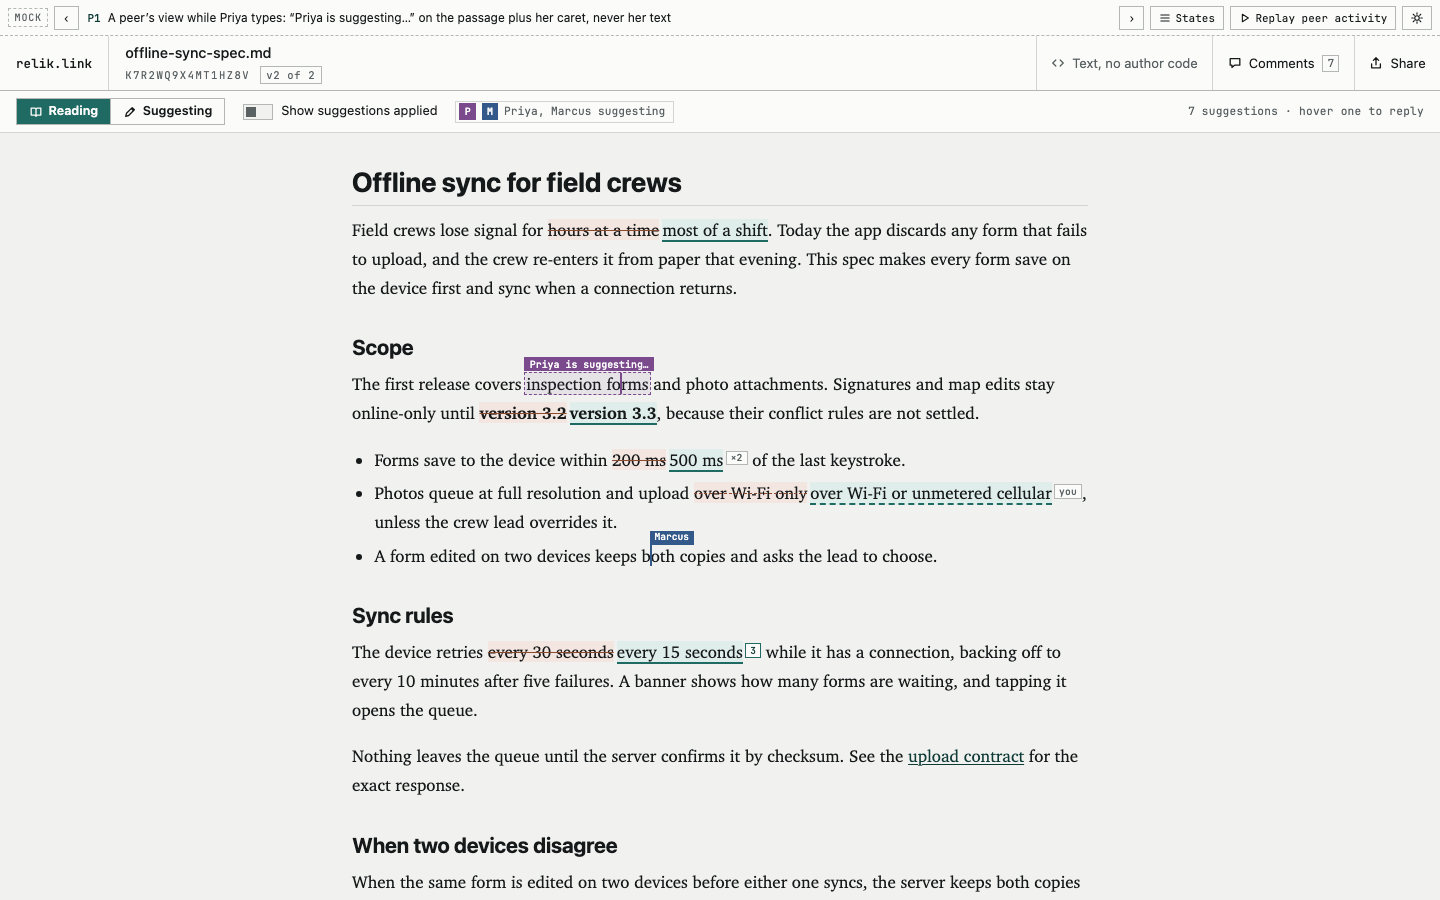 MOCK ‹ P1 A peer’s view while Priya types: “Priya is suggesting…” on the passage plus her caret, never her text › States Replay peer activity
relik.link
offline-sync-spec.md
K7R2WQ9X4MT1HZ8V v2 of 2
Text, no author code Comments 7 Share
Reading Suggesting Show suggestions applied P M Priya, Marcus suggesting 7 suggestions · hover one to reply
Offline sync for field crews
Field crews lose signal for hours at a time most of a shift. Today the app discards any form that fails
to upload, and the crew re-enters it from paper that evening. This spec makes every form save on
the device first and sync when a connection returns.
Scope
Priya is suggesting…
The first release covers inspection forms and photo attachments. Signatures and map edits stay
online-only until version 3.2 version 3.3, because their conflict rules are not settled.
• Forms save to the device within 200 ms 500 ms ×2 of the last keystroke.
• Photos queue at full resolution and upload over Wi-Fi only over Wi-Fi or unmetered cellular you,
unless the crew lead overrides it.
Marcus
• A form edited on two devices keeps both copies and asks the lead to choose.
Sync rules
The device retries every 30 seconds every 15 seconds 3 while it has a connection, backing off to
every 10 minutes after five failures. A banner shows how many forms are waiting, and tapping it
opens the queue.
Nothing leaves the queue until the server confirms it by checksum. See the upload contract for the
exact response.
When two devices disagree
When the same form is edited on two devices before either one syncs, the server keeps both copies